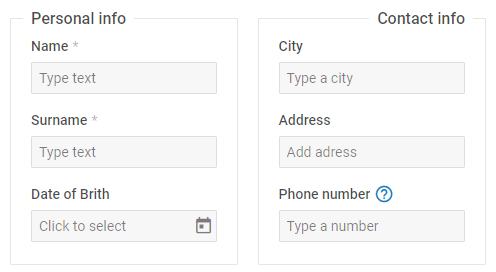 Personal info
Name *
Type text
Surname *
Type text
Date of Brith
Click to select
Contact info
City
Type a city
Address
Add adress
Phone number ?
Type a number